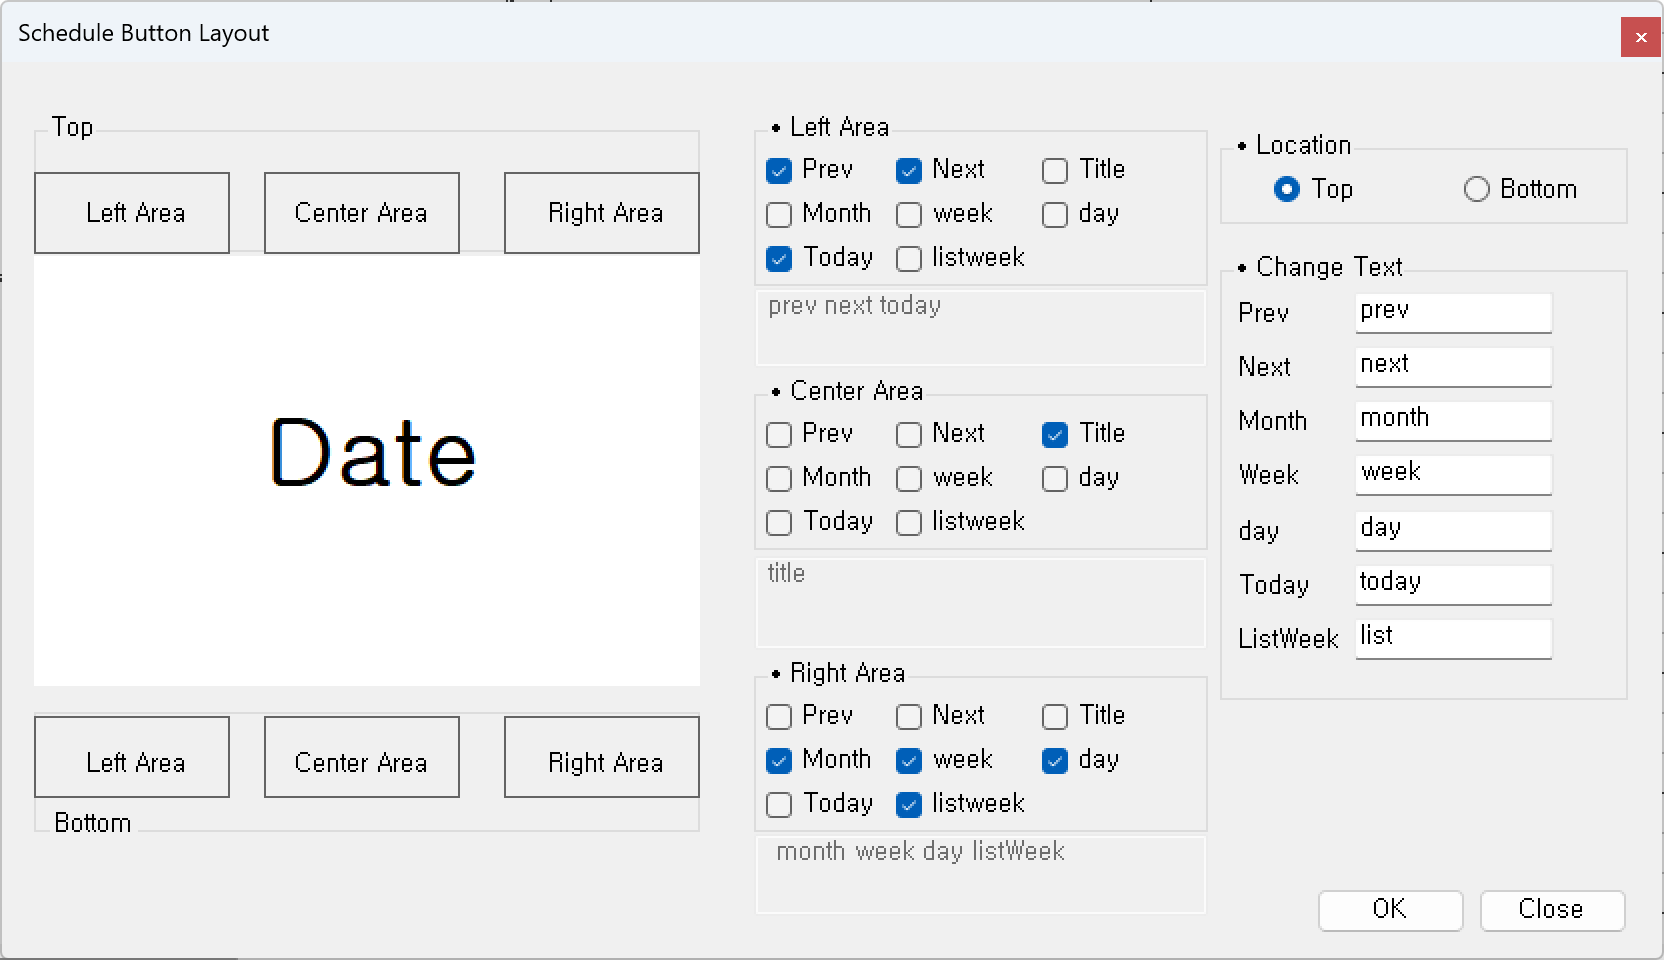 Schedule Button Layout
Top
Left Area Center Area Right Area
Date
Left Area Center Area Right Area
Bottom
• Left Area
Prev Next Title
Month week day
Today listweek
prev next today
• Center Area
Prev Next Title
Month week day
Today listweek
title
• Right Area
Prev Next Title
Month week day
Today listweek
month week day listWeek
• Location
Top Bottom
• Change Text
Prev prev
Next next
Month month
Week week
day day
Today today
ListWeek list
OK Close